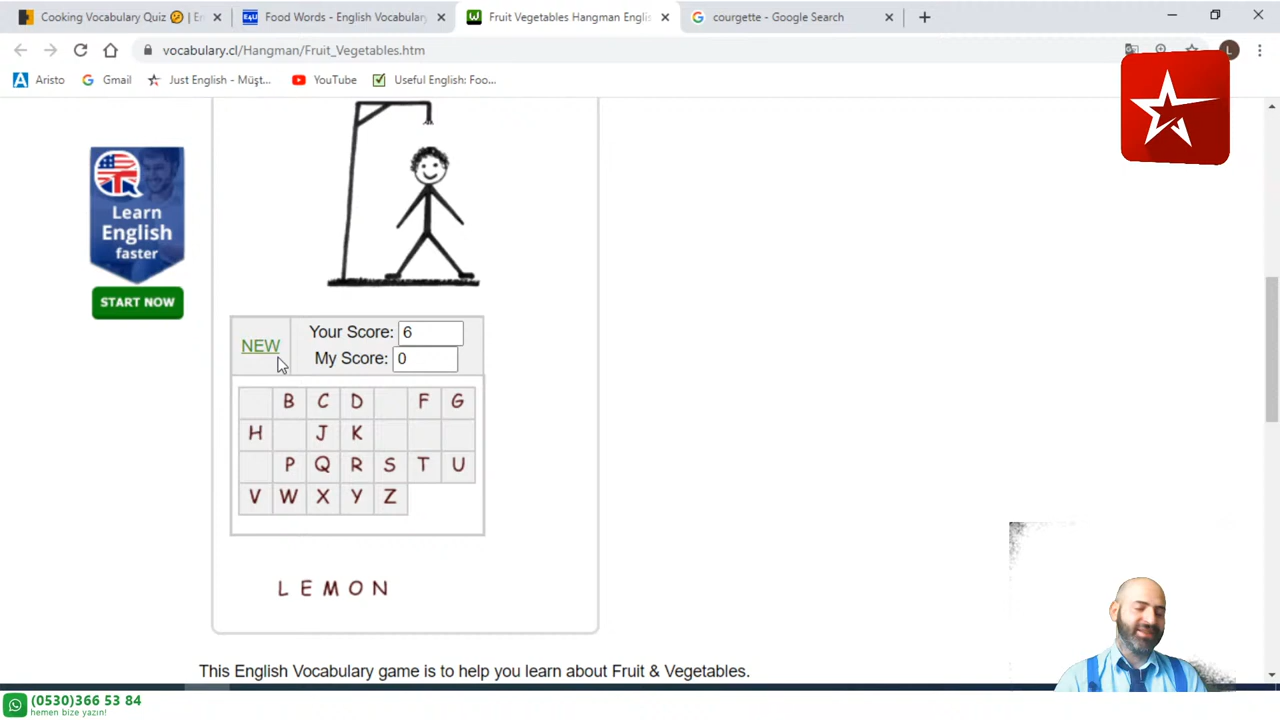 Cooking Vocabulary Quiz 🤔 | En
Food Words - English Vocabulary
Fruit Vegetables Hangman Englis
courgette - Google Search
vocabulary.cl/Hangman/Fruit_Vegetables.htm
L
Aristo
Gmail
Just English - Müşt...
YouTube
Useful English: Foo...
Learn
English
faster
START NOW
NEW
Your Score: 6
My Score: 0
B C D F G
H J K
P Q R S T U
V W X Y Z
L E M O N
This English Vocabulary game is to help you learn about Fruit & Vegetables.
(0530)366 53 84
hemen bize yazın!